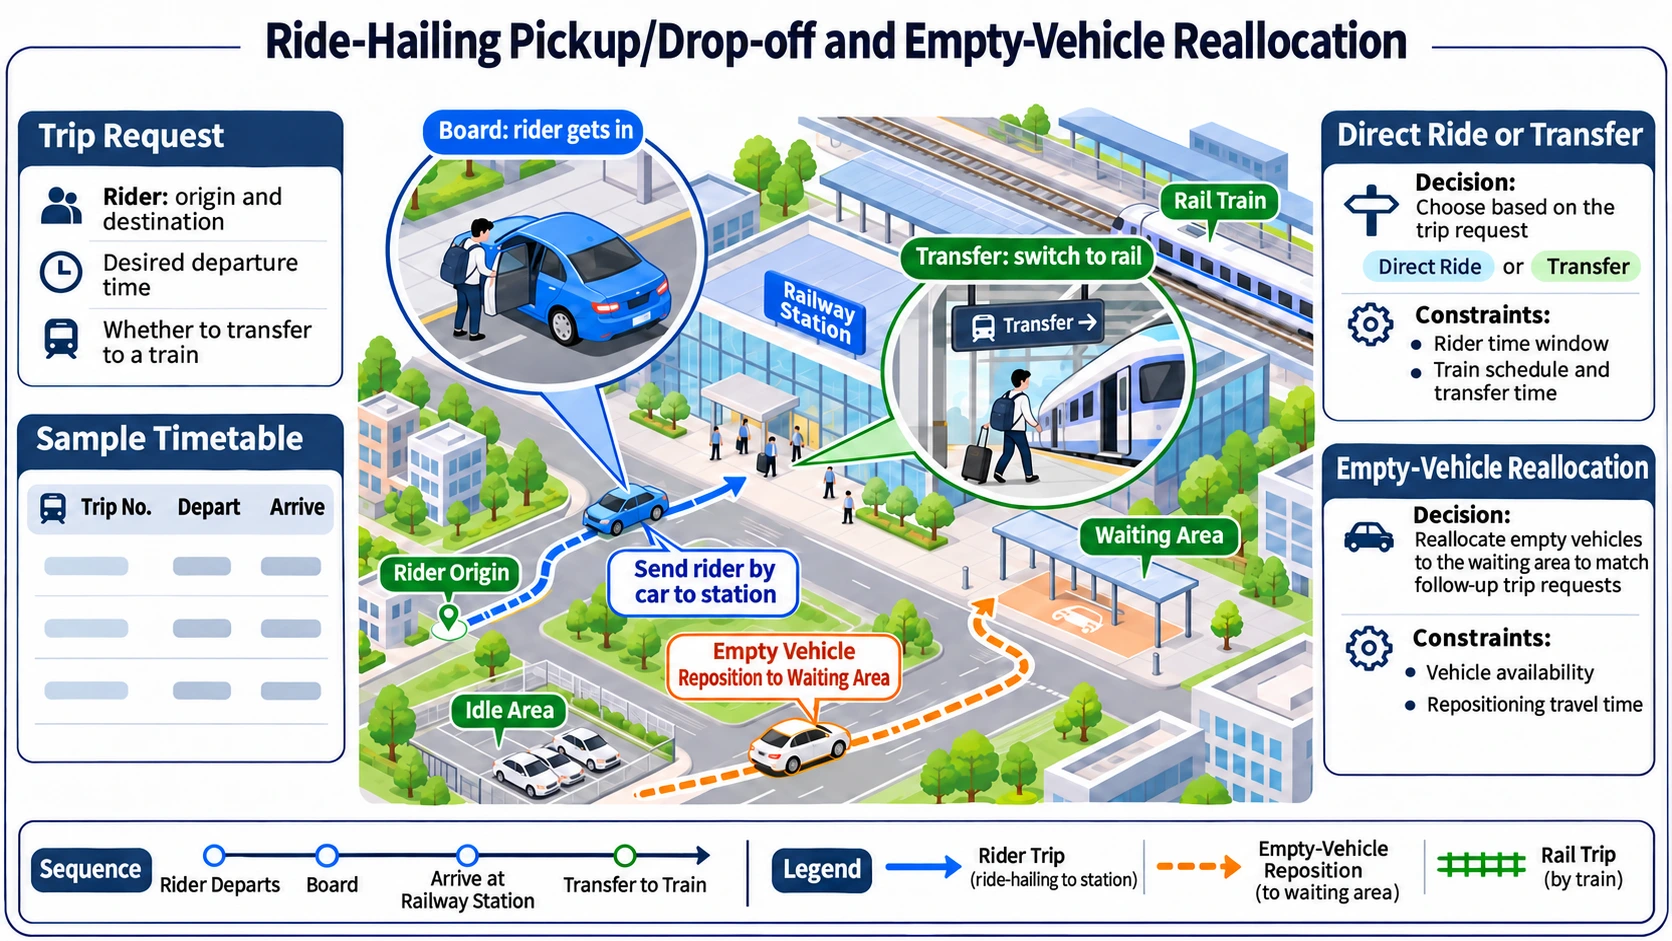 Ride-Hailing Pickup/Drop-off and Empty-Vehicle Reallocation
Trip Request
Rider: origin and
destination
Desired departure
time
Whether to transfer
to a train
Sample Timetable
Trip No. Depart Arrive
Board: rider gets in
Rail Train
Transfer: switch to rail
Railway
Station
Transfer →
Rider Origin
Send rider by
car to station
Waiting Area
Empty Vehicle
Reposition to Waiting Area
Idle Area
Direct Ride or Transfer
Decision:
Choose based on the
trip request
Direct Ride or Transfer
Constraints:
• Rider time window
• Train schedule and
transfer time
Empty-Vehicle Reallocation
Decision:
Reallocate empty vehicles
to the waiting area to match
follow-up trip requests
Constraints:
• Vehicle availability
• Repositioning travel time
Sequence
Rider Departs
Board
Arrive at
Railway Station
Transfer to Train
Legend
Rider Trip
(ride-hailing to station)
Empty-Vehicle
Reposition
(to waiting area)
Rail Trip
(by train)